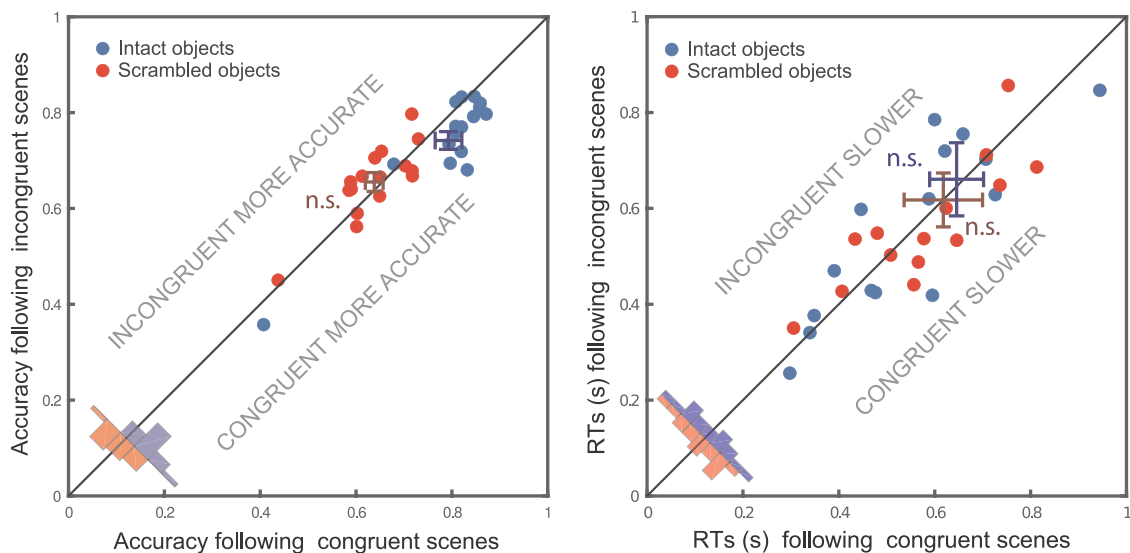 Accuracy following incongruent scenes
1
0.8
0.6
0.4
0.2
0
Intact objects
Scrambled objects
INCONGRUENT MORE ACCURATE
CONGRUENT MORE ACCURATE
n.s.
0 0.2 0.4 0.6 0.8 1
Accuracy following congruent scenes
RTs (s) following incongruent scenes
1
0.8
0.6
0.4
0.2
0
Intact objects
Scrambled objects
INCONGRUENT SLOWER
CONGRUENT SLOWER
n.s.
n.s.
0 0.2 0.4 0.6 0.8 1
RTs (s) following congruent scenes